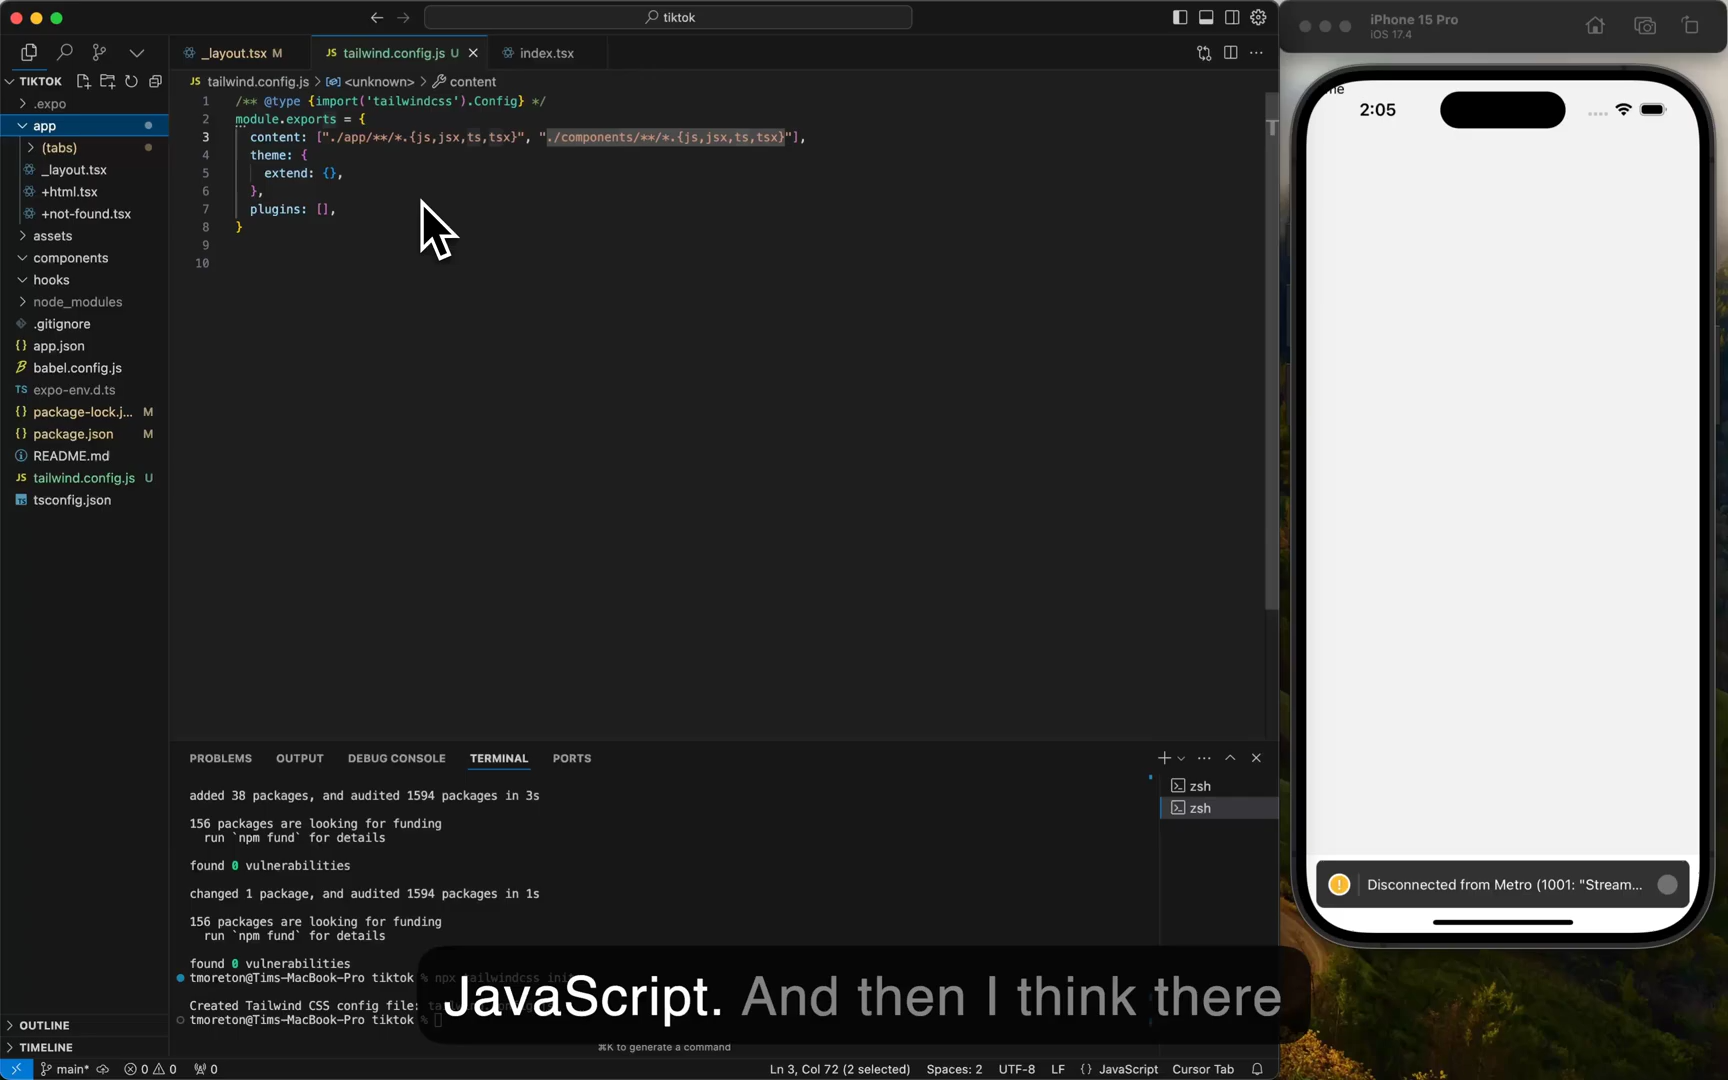 tiktok
iPhone 15 Pro
iOS 17.4
_layout.tsx M
JS tailwind.config.js U
index.tsx
TIKTOK
JS tailwind.config.js > <unknown> > content
.expo
app
(tabs)
_layout.tsx
+html.tsx
+not-found.tsx
assets
components
hooks
node_modules
.gitignore
{} app.json
babel.config.js
TS expo-env.d.ts
{} package-lock.j... M
{} package.json M
README.md
JS tailwind.config.js U
tsconfig.json
OUTLINE
TIMELINE
1 /** @type {import('tailwindcss').Config} */
2 module.exports = {
3 content: ["./app/**/*.{js,jsx,ts,tsx}", "./components/**/*.{js,jsx,ts,tsx}"],
4 theme: {
5 extend: {},
6 },
7 plugins: [],
8 }
9
10
2:05
Disconnected from Metro (1001: "Stream...
PROBLEMS OUTPUT DEBUG CONSOLE TERMINAL PORTS
zsh
zsh
added 38 packages, and audited 1594 packages in 3s
156 packages are looking for funding
run `npm fund` for details
found 0 vulnerabilities
changed 1 package, and audited 1594 packages in 1s
156 packages are looking for funding
run `npm fund` for details
found 0 vulnerabilities
tmoreton@Tims-MacBook-Pro tiktok % npx tailwindcss init
Created Tailwind CSS config file:
tmoreton@Tims-MacBook-Pro tiktok %
JavaScript. And then I think there
⌘K to generate a command
main* 0 0 0
Ln 3, Col 72 (2 selected) Spaces: 2 UTF-8 LF {} JavaScript Cursor Tab